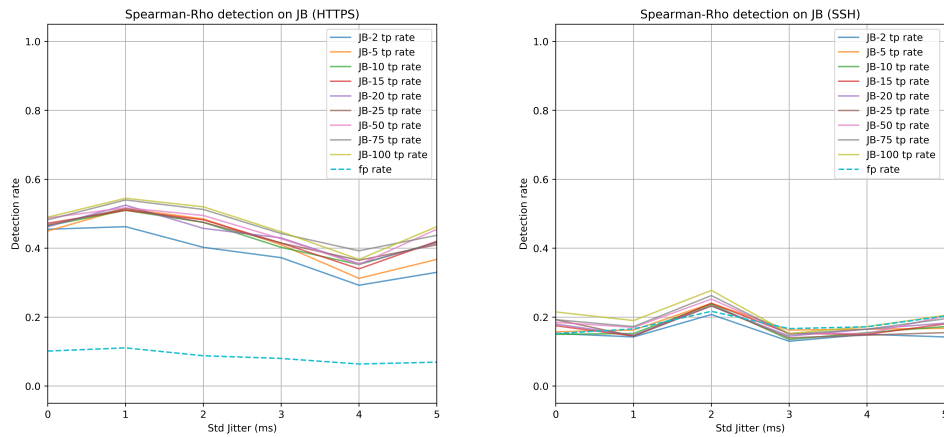 Spearman-Rho detection on JB (HTTPS)
Detection rate
1.0
0.8
0.6
0.4
0.2
0.0
JB-2 tp rate
JB-5 tp rate
JB-10 tp rate
JB-15 tp rate
JB-20 tp rate
JB-25 tp rate
JB-50 tp rate
JB-75 tp rate
JB-100 tp rate
fp rate
0 1 2 3 4 5
Std Jitter (ms)
Spearman-Rho detection on JB (SSH)
Detection rate
1.0
0.8
0.6
0.4
0.2
0.0
JB-2 tp rate
JB-5 tp rate
JB-10 tp rate
JB-15 tp rate
JB-20 tp rate
JB-25 tp rate
JB-50 tp rate
JB-75 tp rate
JB-100 tp rate
fp rate
0 1 2 3 4 5
Std Jitter (ms)